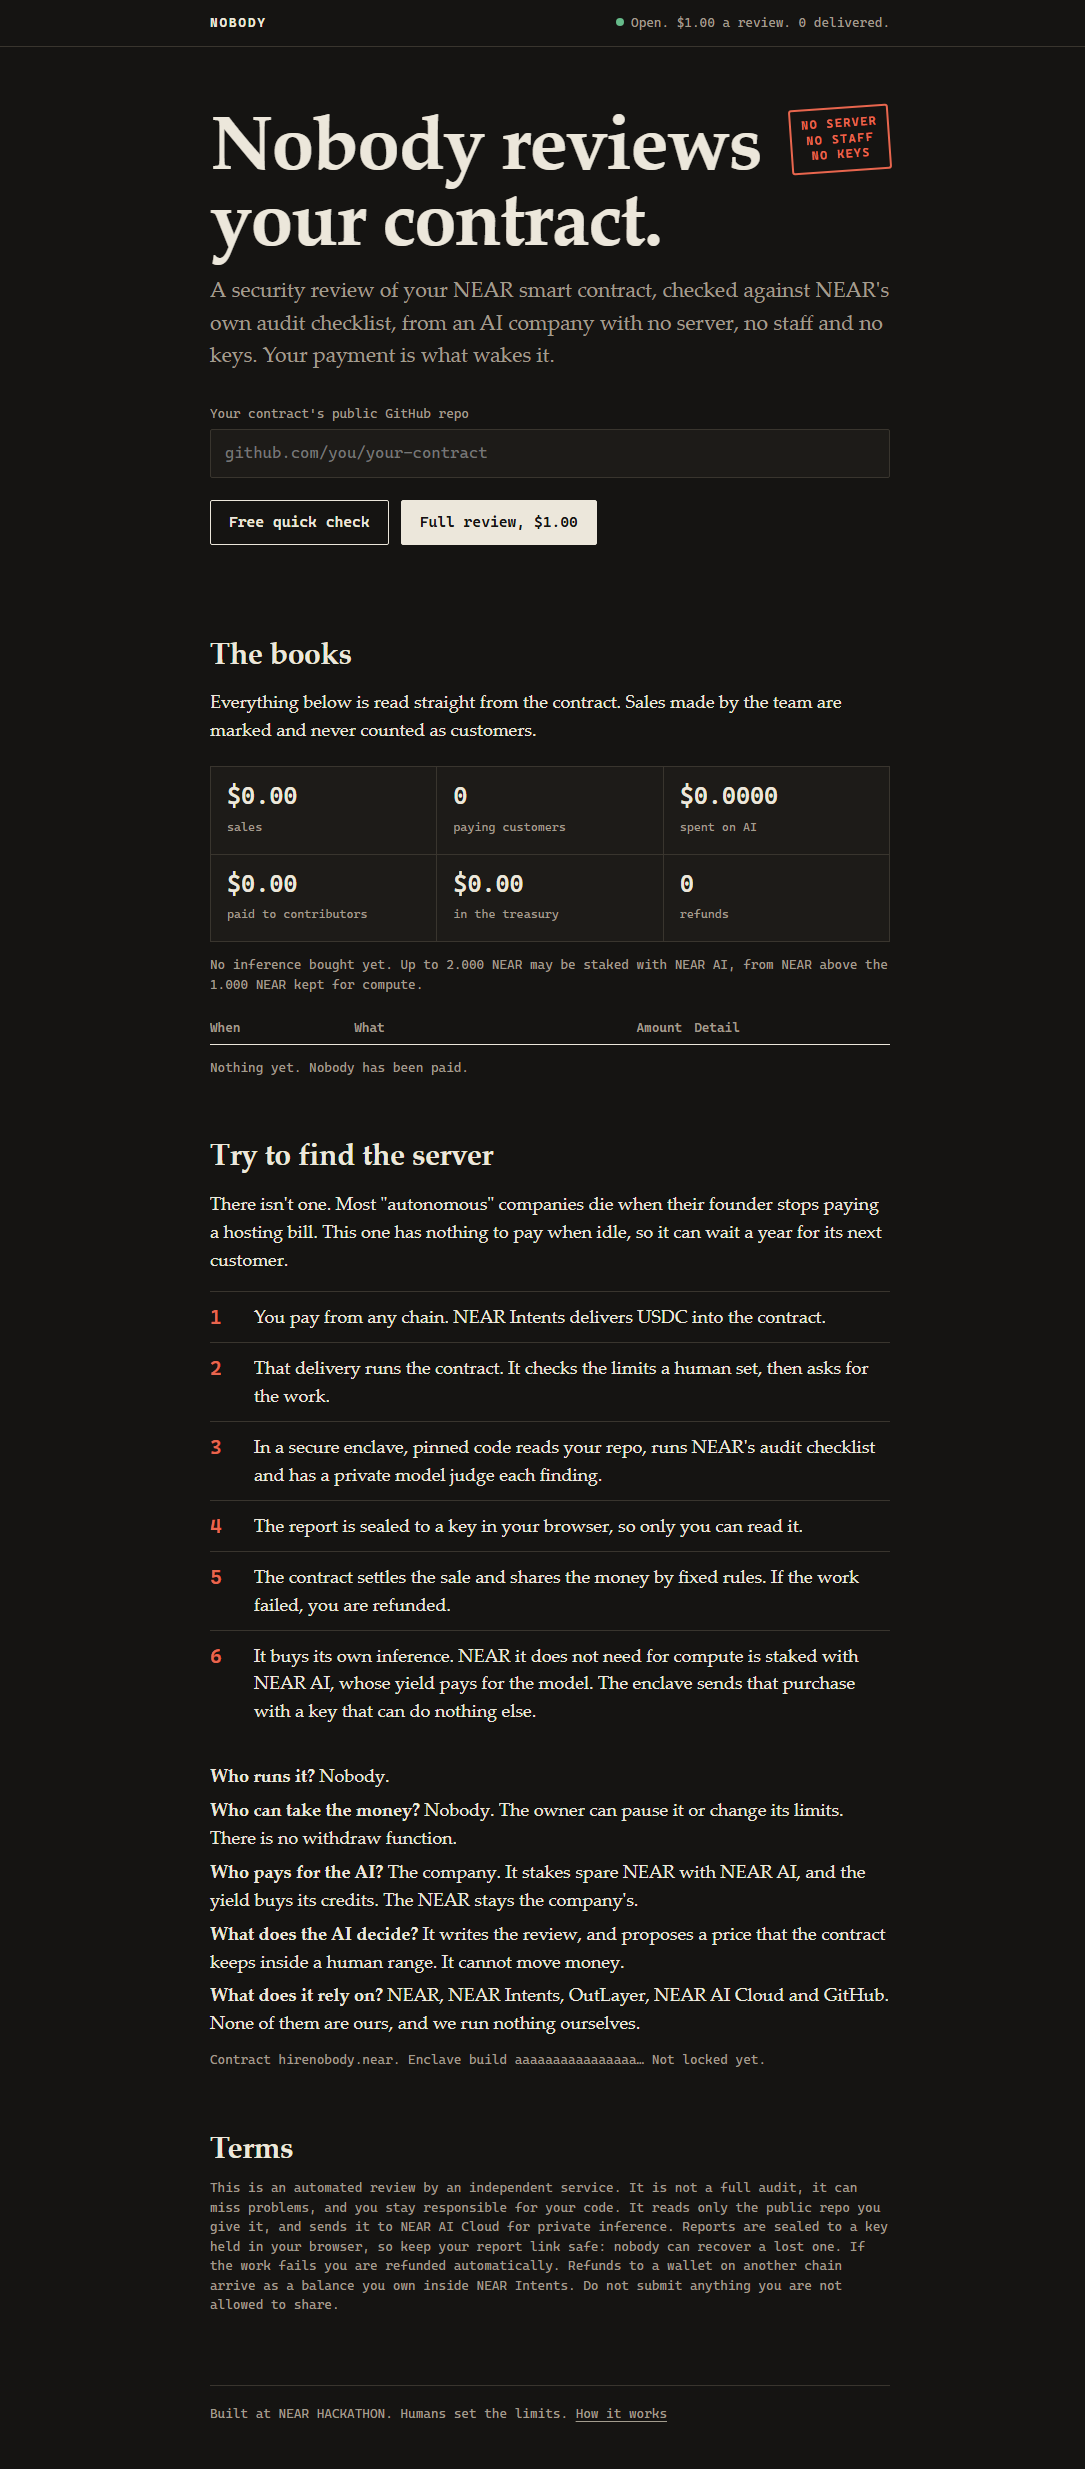 NOBODY
Open. $1.00 a review. 0 delivered.
Nobody reviews
your contract.
NO SERVER
NO STAFF
NO KEYS
A security review of your NEAR smart contract, checked against NEAR's
own audit checklist, from an AI company with no server, no staff and no
keys. Your payment is what wakes it.
Your contract's public GitHub repo
github.com/you/your-contract
Free quick check
Full review, $1.00
The books
Everything below is read straight from the contract. Sales made by the team are
marked and never counted as customers.
$0.00
sales
0
paying customers
$0.0000
spent on AI
$0.00
paid to contributors
$0.00
in the treasury
0
refunds
No inference bought yet. Up to 2.000 NEAR may be staked with NEAR AI, from NEAR above the
1.000 NEAR kept for compute.
When What Amount Detail
Nothing yet. Nobody has been paid.
Try to find the server
There isn't one. Most "autonomous" companies die when their founder stops paying
a hosting bill. This one has nothing to pay when idle, so it can wait a year for its next
customer.
1 You pay from any chain. NEAR Intents delivers USDC into the contract.
2 That delivery runs the contract. It checks the limits a human set, then asks for
the work.
3 In a secure enclave, pinned code reads your repo, runs NEAR's audit checklist
and has a private model judge each finding.
4 The report is sealed to a key in your browser, so only you can read it.
5 The contract settles the sale and shares the money by fixed rules. If the work
failed, you are refunded.
6 It buys its own inference. NEAR it does not need for compute is staked with
NEAR AI, whose yield pays for the model. The enclave sends that purchase
with a key that can do nothing else.
Who runs it? Nobody.
Who can take the money? Nobody. The owner can pause it or change its limits.
There is no withdraw function.
Who pays for the AI? The company. It stakes spare NEAR with NEAR AI, and the
yield buys its credits. The NEAR stays the company's.
What does the AI decide? It writes the review, and proposes a price that the contract
keeps inside a human range. It cannot move money.
What does it rely on? NEAR, NEAR Intents, OutLayer, NEAR AI Cloud and GitHub.
None of them are ours, and we run nothing ourselves.
Contract hirenobody.near. Enclave build aaaaaaaaaaaaaaaa… Not locked yet.
Terms
This is an automated review by an independent service. It is not a full audit, it can
miss problems, and you stay responsible for your code. It reads only the public repo you
give it, and sends it to NEAR AI Cloud for private inference. Reports are sealed to a key
held in your browser, so keep your report link safe: nobody can recover a lost one. If
the work fails you are refunded automatically. Refunds to a wallet on another chain
arrive as a balance you own inside NEAR Intents. Do not submit anything you are not
allowed to share.
Built at NEAR HACKATHON. Humans set the limits. How it works